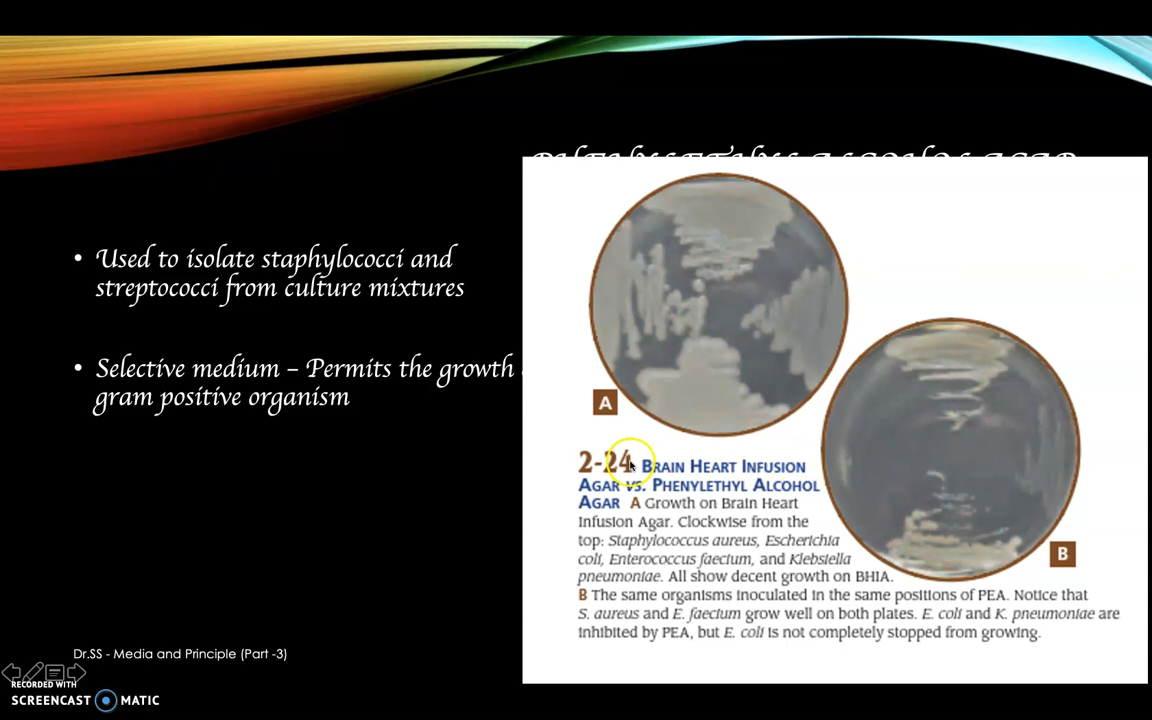 PHENYLETHYL ALCOHOL AGAR
• Used to isolate staphylococci and
streptococci from culture mixtures
• Selective medium – Permits the growth
gram positive organism
A
B
2-24 BRAIN HEART INFUSION
AGAR VS. PHENYLETHYL ALCOHOL
AGAR A Growth on Brain Heart
Infusion Agar. Clockwise from the
top: Staphylococcus aureus, Escherichia
coli, Enterococcus faecium, and Klebsiella
pneumoniae. All show decent growth on BHIA.
B The same organisms inoculated in the same positions of PEA. Notice that
S. aureus and E. faecium grow well on both plates. E. coli and K. pneumoniae are
inhibited by PEA, but E. coli is not completely stopped from growing.
Dr.SS - Media and Principle (Part -3)
RECORDED WITH
SCREENCAST MATIC